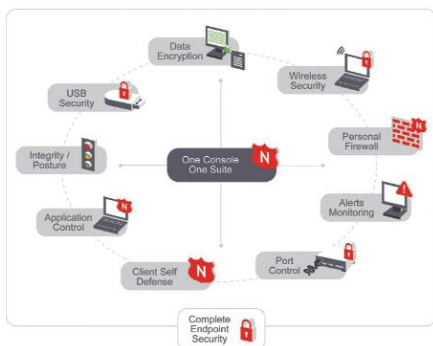 Data
Encryption
Wireless
Security
USB
Security
Personal
Firewall
Integrity /
Posture
One Console
One Suite
N
N
Alerts
Monitoring
Application
Control
N
Client Self
Defense
N
Port
Control
Complete
Endpoint
Security